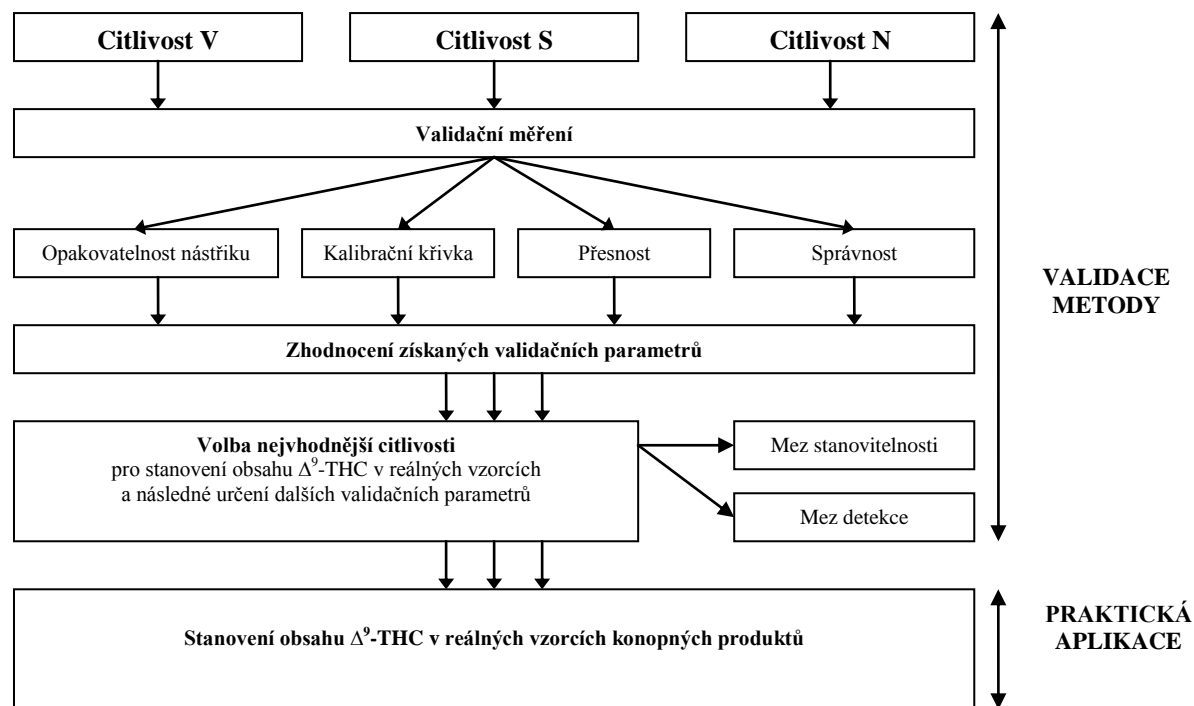 Citlivost V
Citlivost S
Citlivost N
Validační měření
Opakovatelnost nástřiku
Kalibrační křivka
Přesnost
Správnost
VALIDACE
METODY
Zhodnocení získaných validačních parametrů
Volba nejvhodnější citlivosti
pro stanovení obsahu Δ⁹-THC v reálných vzorcích
a následné určení dalších validačních parametrů
Mez stanovitelnosti
Mez detekce
Stanovení obsahu Δ⁹-THC v reálných vzorcích konopných produktů
PRAKTICKÁ
APLIKACE